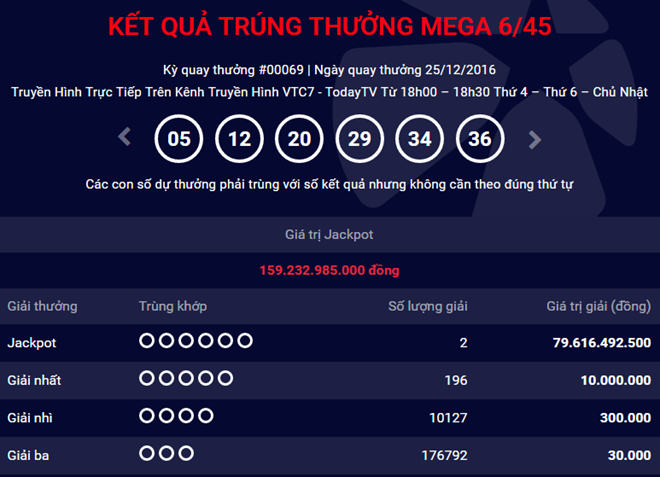 KẾT QUẢ TRÚNG THƯỞNG MEGA 6/45
Kỳ quay thưởng #00069 | Ngày quay thưởng 25/12/2016
Truyền Hình Trực Tiếp Trên Kênh Truyền Hình VTC7 - TodayTV Từ 18h00 – 18h30 Thứ 4 – Thứ 6 – Chủ Nhật
05 12 20 29 34 36
Các con số dự thưởng phải trùng với số kết quả nhưng không cần theo đúng thứ tự
Giá trị Jackpot
159.232.985.000 đồng
Giải thưởng Trùng khớp Số lượng giải Giá trị giải (đồng)
Jackpot 2 79.616.492.500
Giải nhất 196 10.000.000
Giải nhì 10127 300.000
Giải ba 176792 30.000